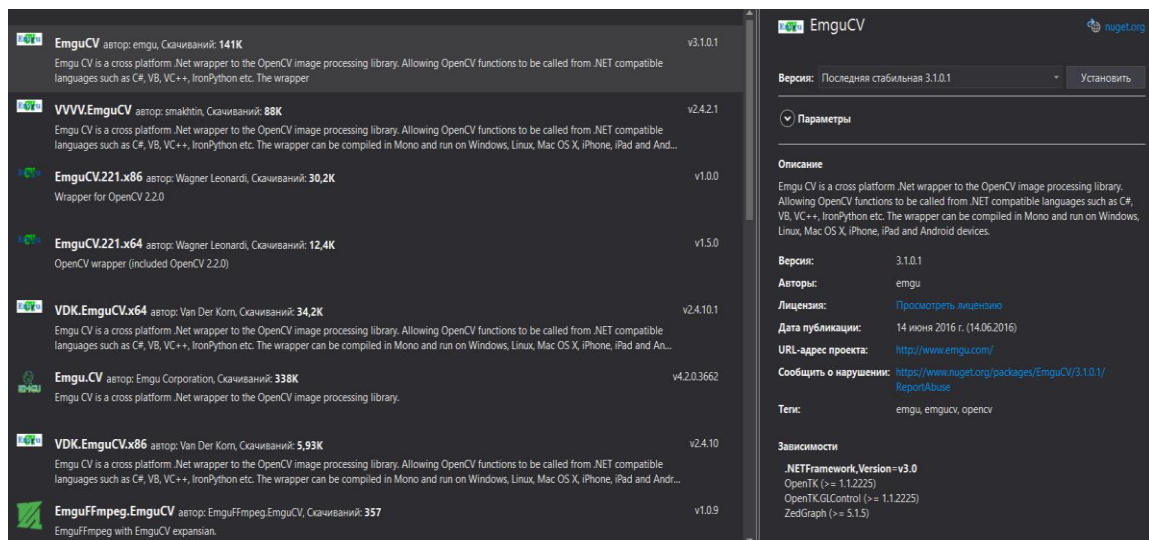 EmguCV автор: emgu, Скачиваний: 141K
v3.1.0.1
Emgu CV is a cross platform .Net wrapper to the OpenCV image processing library. Allowing OpenCV functions to be called from .NET compatible
languages such as C#, VB, VC++, IronPython etc. The wrapper
VVVV.EmguCV автор: smakhtin, Скачиваний: 88K
v2.4.2.1
Emgu CV is a cross platform .Net wrapper to the OpenCV image processing library. Allowing OpenCV functions to be called from .NET compatible
languages such as C#, VB, VC++, IronPython etc. The wrapper can be compiled in Mono and run on Windows, Linux, Mac OS X, iPhone, iPad and And...
EmguCV.221.x86 автор: Wagner Leonardi, Скачиваний: 30,2K
v1.0.0
Wrapper for OpenCV 2.2.0
EmguCV.221.x64 автор: Wagner Leonardi, Скачиваний: 12,4K
v1.5.0
OpenCV wrapper (included OpenCV 2.2.0)
VDK.EmguCV.x64 автор: Van Der Korn, Скачиваний: 34,2K
v2.4.10.1
Emgu CV is a cross platform .Net wrapper to the OpenCV image processing library. Allowing OpenCV functions to be called from .NET compatible
languages such as C#, VB, VC++, IronPython etc. The wrapper can be compiled in Mono and run on Windows, Linux, Mac OS X, iPhone, iPad and An...
Emgu.CV автор: Emgu Corporation, Скачиваний: 338K
v4.2.0.3662
Emgu CV is a cross platform .Net wrapper to the OpenCV image processing library.
VDK.EmguCV.x86 автор: Van Der Korn, Скачиваний: 5,93K
v2.4.10
Emgu CV is a cross platform .Net wrapper to the OpenCV image processing library. Allowing OpenCV functions to be called from .NET compatible
languages such as C#, VB, VC++, IronPython etc. The wrapper can be compiled in Mono and run on Windows, Linux, Mac OS X, iPhone, iPad and Andr...
EmguFFmpeg.EmguCV автор: EmguFFmpeg.EmguCV, Скачиваний: 357
v1.0.9
EmguFFmpeg with EmguCV expansian.
EmguCV
nuget.org
Версия: Последняя стабильная 3.1.0.1
Установить
Параметры
Описание
Emgu CV is a cross platform .Net wrapper to the OpenCV image processing library.
Allowing OpenCV functions to be called from .NET compatible languages such as C#,
VB, VC++, IronPython etc. The wrapper can be compiled in Mono and run on Windows,
Linux, Mac OS X, iPhone, iPad and Android devices.
Версия: 3.1.0.1
Авторы: emgu
Лицензия: Просмотреть лицензию
Дата публикации: 14 июня 2016 г. (14.06.2016)
URL-адрес проекта: http://www.emgu.com/
Сообщить о нарушении: https://www.nuget.org/packages/EmguCV/3.1.0.1/
ReportAbuse
Теги: emgu, emgucv, opencv
Зависимости
.NETFramework,Version=v3.0
OpenTK (>= 1.1.2225)
OpenTK.GLControl (>= 1.1.2225)
ZedGraph (>= 5.1.5)